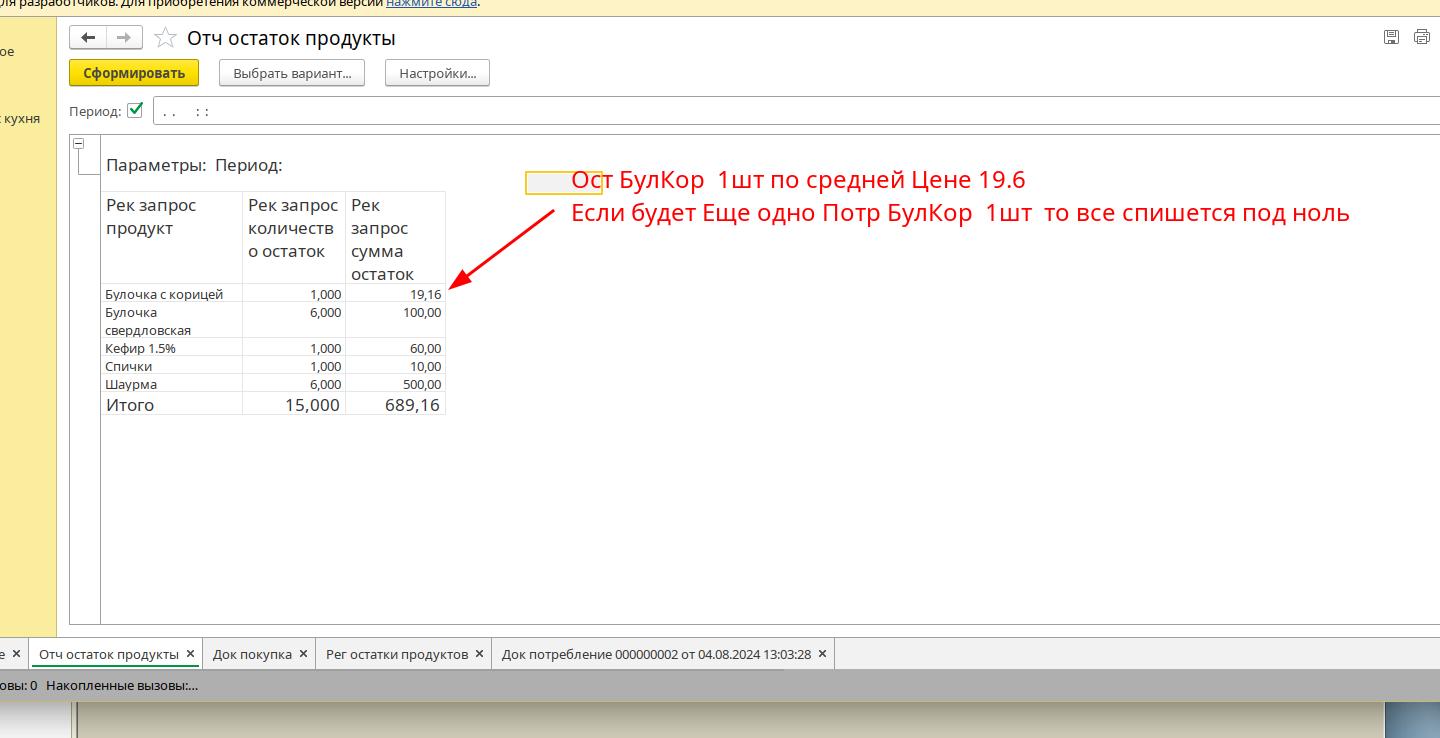 ля разработчиков. Для приобретения коммерческой версии нажмите сюда.
ое
Отч остаток продукты
Сформировать Выбрать вариант... Настройки...
кухня
Период: . . : :
Параметры: Период:
Ост БулКор 1шт по средней Цене 19.6
Если будет Еще одно Потр БулКор 1шт то все спишется под ноль
Рек запрос Рек запрос Рек
продукт количеств запрос
о остаток сумма
остаток
Булочка с корицей 1,000 19,16
Булочка 6,000 100,00
свердловская
Кефир 1.5% 1,000 60,00
Спички 1,000 10,00
Шаурма 6,000 500,00
Итого 15,000 689,16
е × Отч остаток продукты × Док покупка × Рег остатки продуктов × Док потребление 000000002 от 04.08.2024 13:03:28 ×
овы: 0 Накопленные вызовы:...